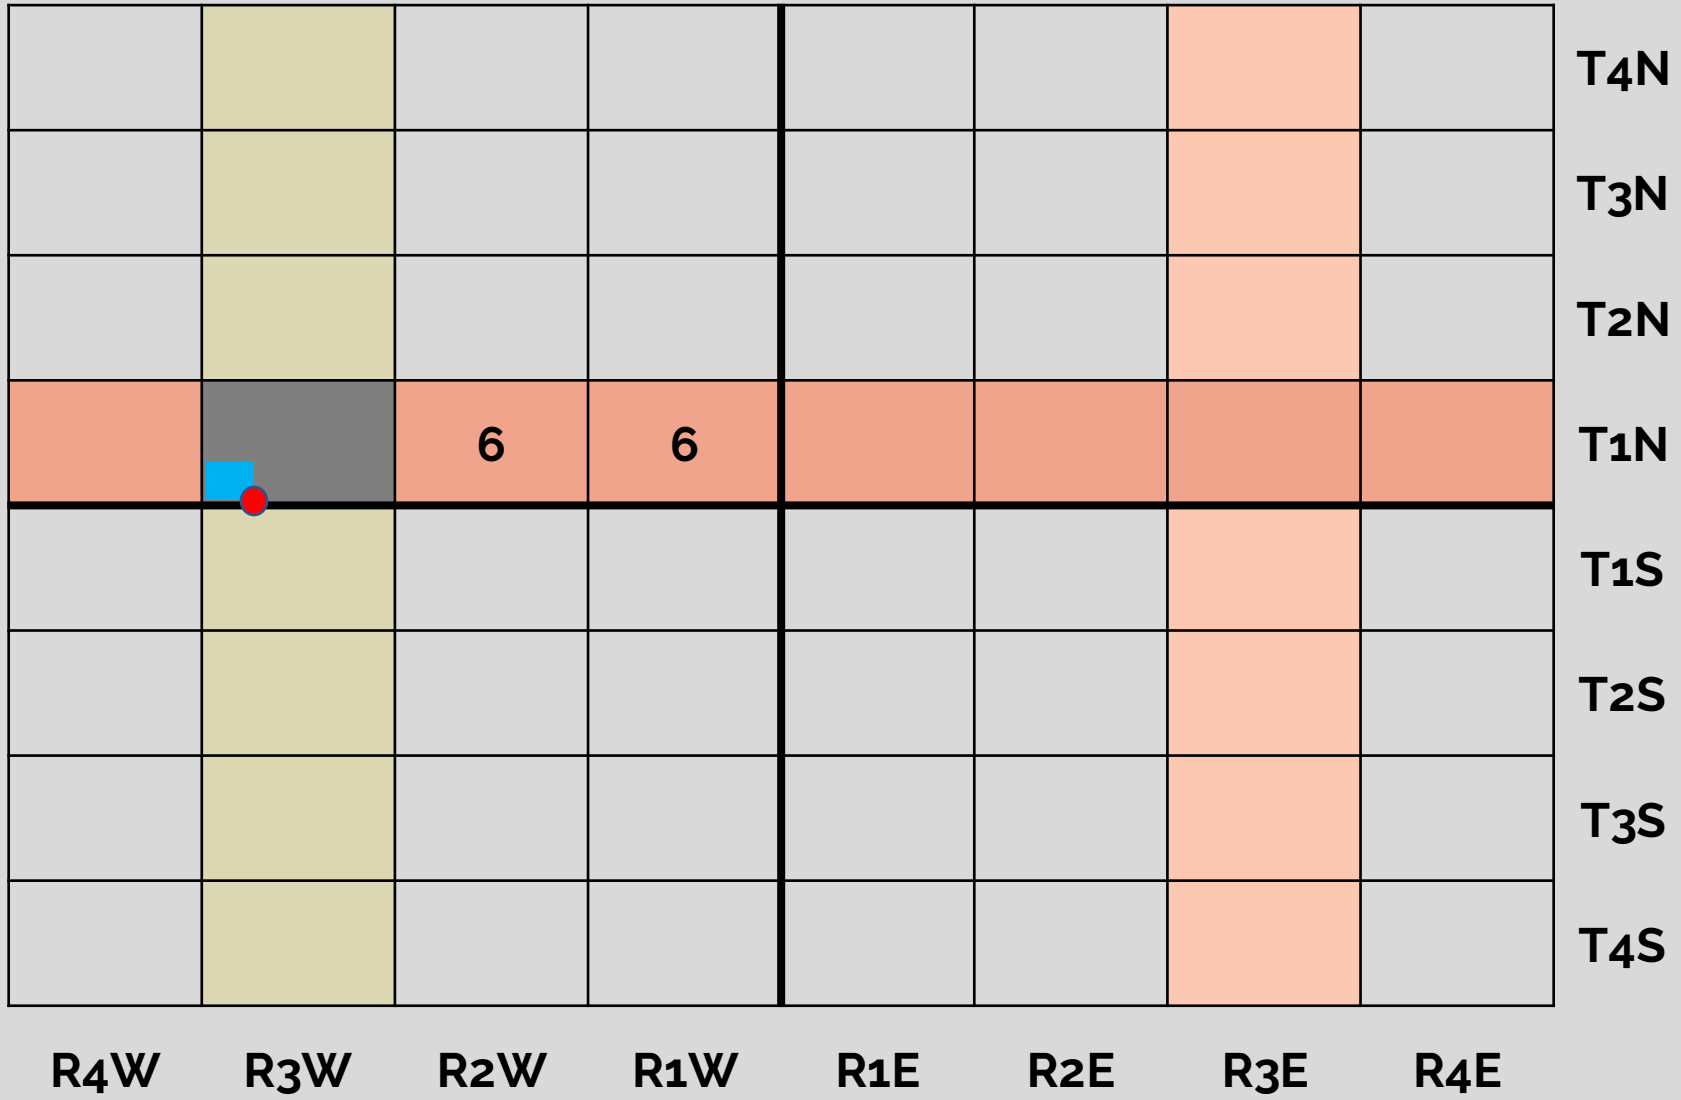 T4N
T3N
T2N
6 6 T1N
T1S
T2S
T3S
T4S
R4W R3W R2W R1W R1E R2E R3E R4E